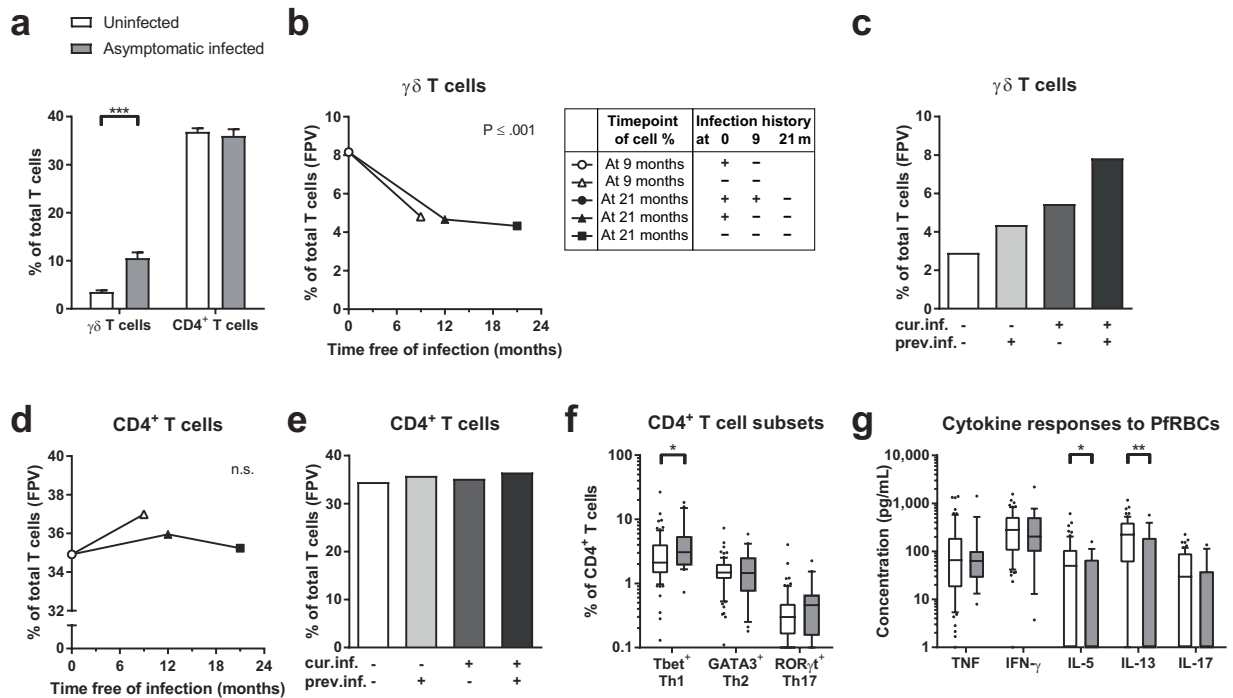 a
Uninfected
Asymptomatic infected
% of total T cells
40
30
20
10
0
***
γδ T cells
CD4+ T cells
b
γδ T cells
P ≤ .001
% of total T cells (FPV)
10
8
6
4
2
0
0 6 12 18 24
Time free of infection (months)
Timepoint of cell %
Infection history
at 0 9 21 m
At 9 months + −
At 9 months − −
At 21 months + + −
At 21 months + − −
At 21 months − − −
c
γδ T cells
% of total T cells (FPV)
10
8
6
4
2
0
cur.inf. - - + +
prev.inf. - + - +
d
CD4+ T cells
n.s.
% of total T cells (FPV)
40
38
36
35
32
0
0 6 12 18 24
Time free of infection (months)
e
CD4+ T cells
% of total T cells (FPV)
40
30
20
10
0
cur.inf. - - + +
prev.inf. - + - +
f
CD4+ T cell subsets
% of CD4+ T cells
100
10
1
0.1
*
Tbet+ GATA3+ RORγt+
Th1 Th2 Th17
g
Cytokine responses to PfRBCs
Concentration (pg/mL)
10,000
1,000
100
10
1
* **
TNF IFN-γ IL-5 IL-13 IL-17